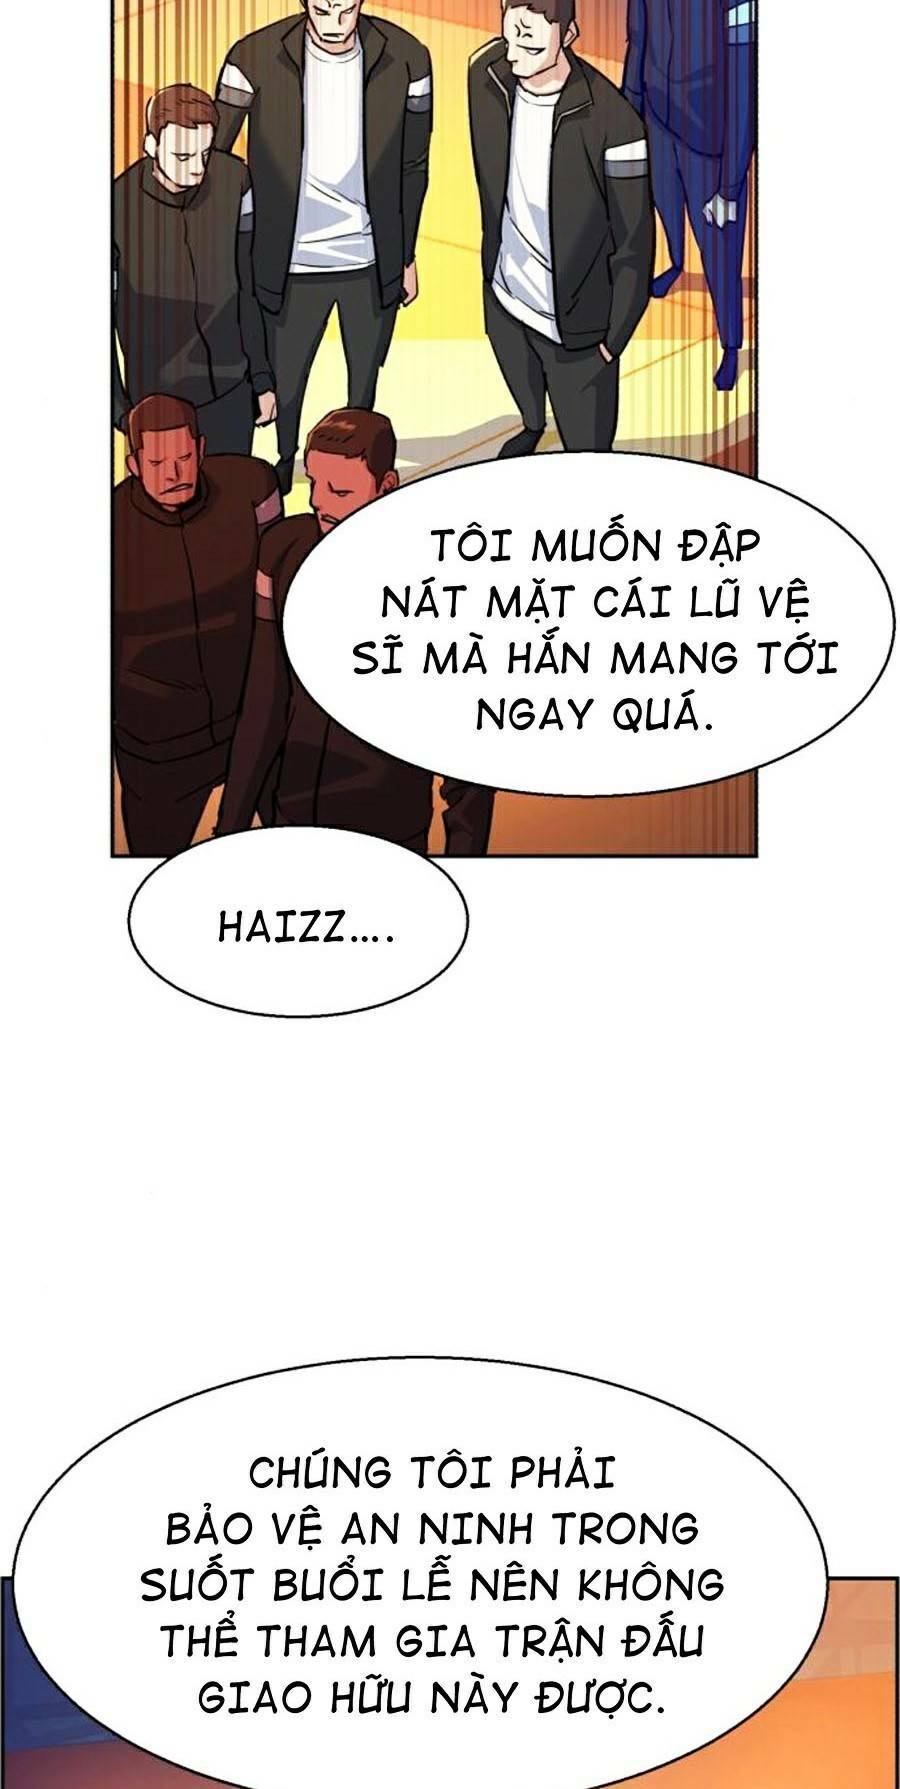 TÔI MUỐN ĐẬP
NÁT MẶT CÁI LŨ VỆ
SĨ MÀ HẮN MANG TỚI
NGAY QUÁ.
HAIZZ....
CHÚNG TÔI PHẢI
BẢO VỆ AN NINH TRONG
SUỐT BUỔI LỄ NÊN KHÔNG
THỂ THAM GIA TRẬN ĐẤU
GIAO HỮU NÀY ĐƯỢC.